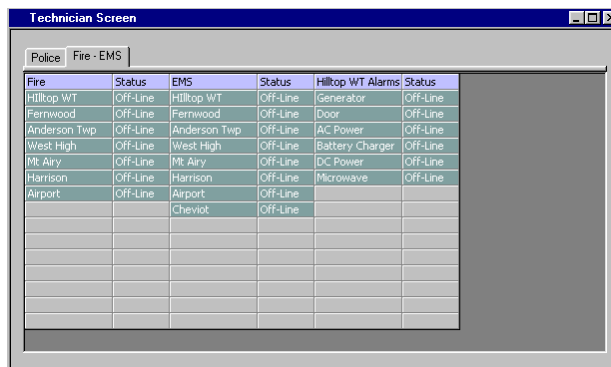 Technician Screen
Police Fire - EMS
Fire Status EMS Status Hilltop WT Alarms Status
HIlltop WT Off-Line HIlltop WT Off-Line Generator Off-Line
Fernwood Off-Line Fernwood Off-Line Door Off-Line
Anderson Twp Off-Line Anderson Twp Off-Line AC Power Off-Line
West High Off-Line West High Off-Line Battery Charger Off-Line
Mt Airy Off-Line Mt Airy Off-Line DC Power Off-Line
Harrison Off-Line Harrison Off-Line Microwave Off-Line
Airport Off-Line Airport Off-Line
Cheviot Off-Line